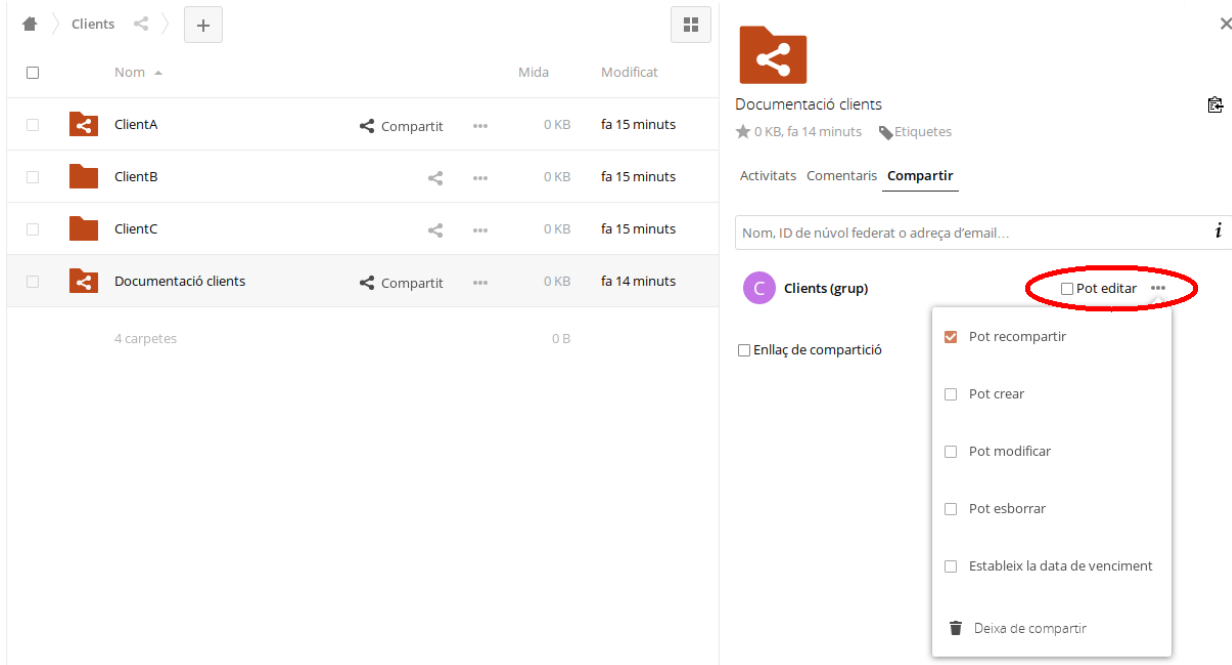 Clients
+
Nom Mida Modificat
ClientA Compartit ... 0 KB fa 15 minuts
ClientB ... 0 KB fa 15 minuts
ClientC ... 0 KB fa 15 minuts
Documentació clients Compartit ... 0 KB fa 14 minuts
4 carpetes 0 B
Documentació clients
0 KB, fa 14 minuts Etiquetes
Activitats Comentaris Compartir
Nom, ID de núvol federat o adreça d'email... i
C Clients (grup) Pot editar ...
Enllaç de compartició
Pot recompartir
Pot crear
Pot modificar
Pot esborrar
Estableix la data de venciment
Deixa de compartir